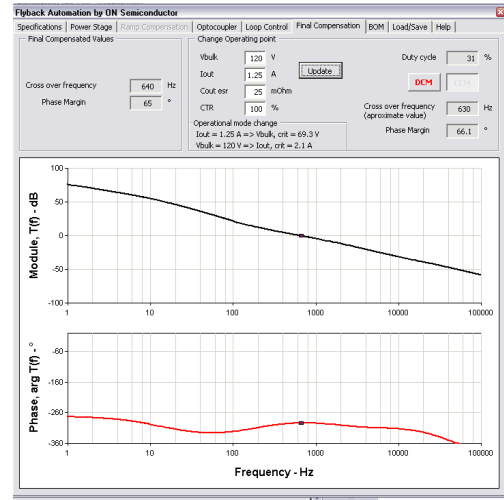 Flyback Automation by ON Semiconductor
Specifications | Power Stage | Ramp Compensation | Optocoupler | Loop Control | Final Compensation | BOM | Load/Save | Help
Final Compensated Values
Cross over frequency 640 Hz
Phase Margin 65 °
Change Operating point
Vbulk 120 V
Iout 1.25 A
Update
Cout esr 25 mOhm
CTR 100 %
Operational mode change
Iout = 1.25 A => Vbulk, crit = 69.3 V
Vbulk = 120 V => Iout, crit = 2.1 A
Duty cycle 31 %
DCM
Cross over frequency 630 Hz
(aproximate value)
Phase Margin 66.1 °
Module, T(f) - dB
100
50
0
-50
-100
1 10 100 1000 10000 100000
Phase, arg T(f) - °
-60
-160
-260
-360
1 10 100 1000 10000 100000
Frequency - Hz